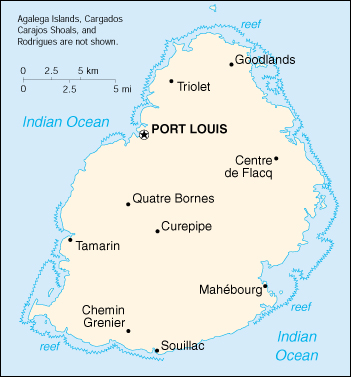 Agalega Islands, Cargados
Carajos Shoals, and
Rodrigues are not shown.
0 2.5 5 km
0 2.5 5 mi
reef
Goodlands
Triolet
Indian Ocean
PORT LOUIS
Centre
de Flacq
Quatre Bornes
Curepipe
Tamarin
Mahébourg
reef
Chemin
Grenier
Indian
Ocean
reef
Souillac